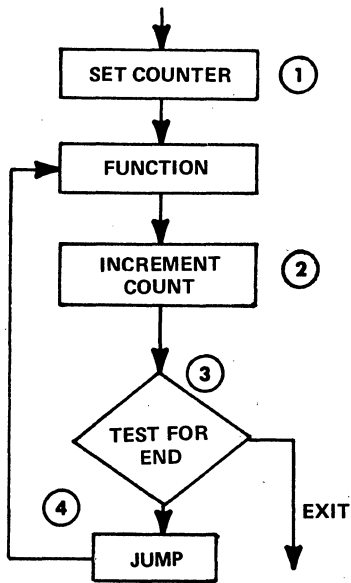 SET COUNTER
1
FUNCTION
INCREMENT
COUNT
2
3
TEST FOR
END
4
EXIT
JUMP